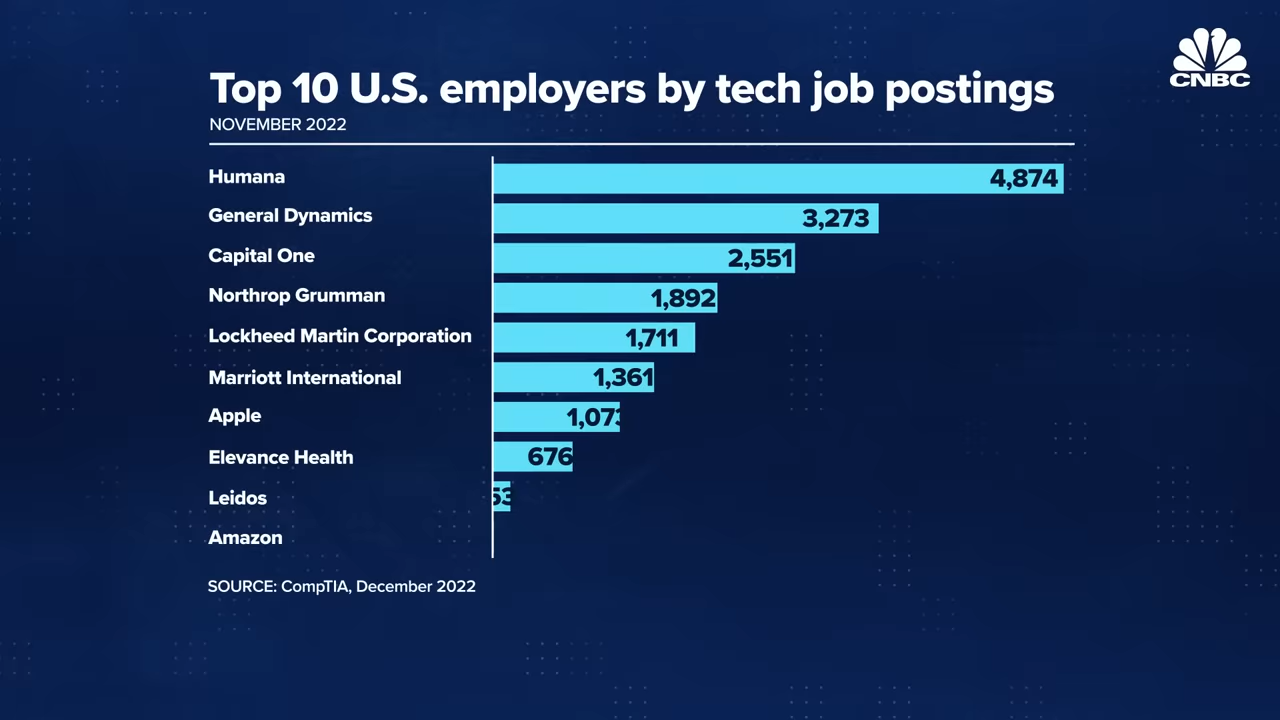 CNBC
Top 10 U.S. employers by tech job postings
NOVEMBER 2022
Humana 4,874
General Dynamics 3,273
Capital One 2,551
Northrop Grumman 1,892
Lockheed Martin Corporation 1,711
Marriott International 1,361
Apple
Elevance Health 676
Leidos
Amazon
SOURCE: CompTIA, December 2022